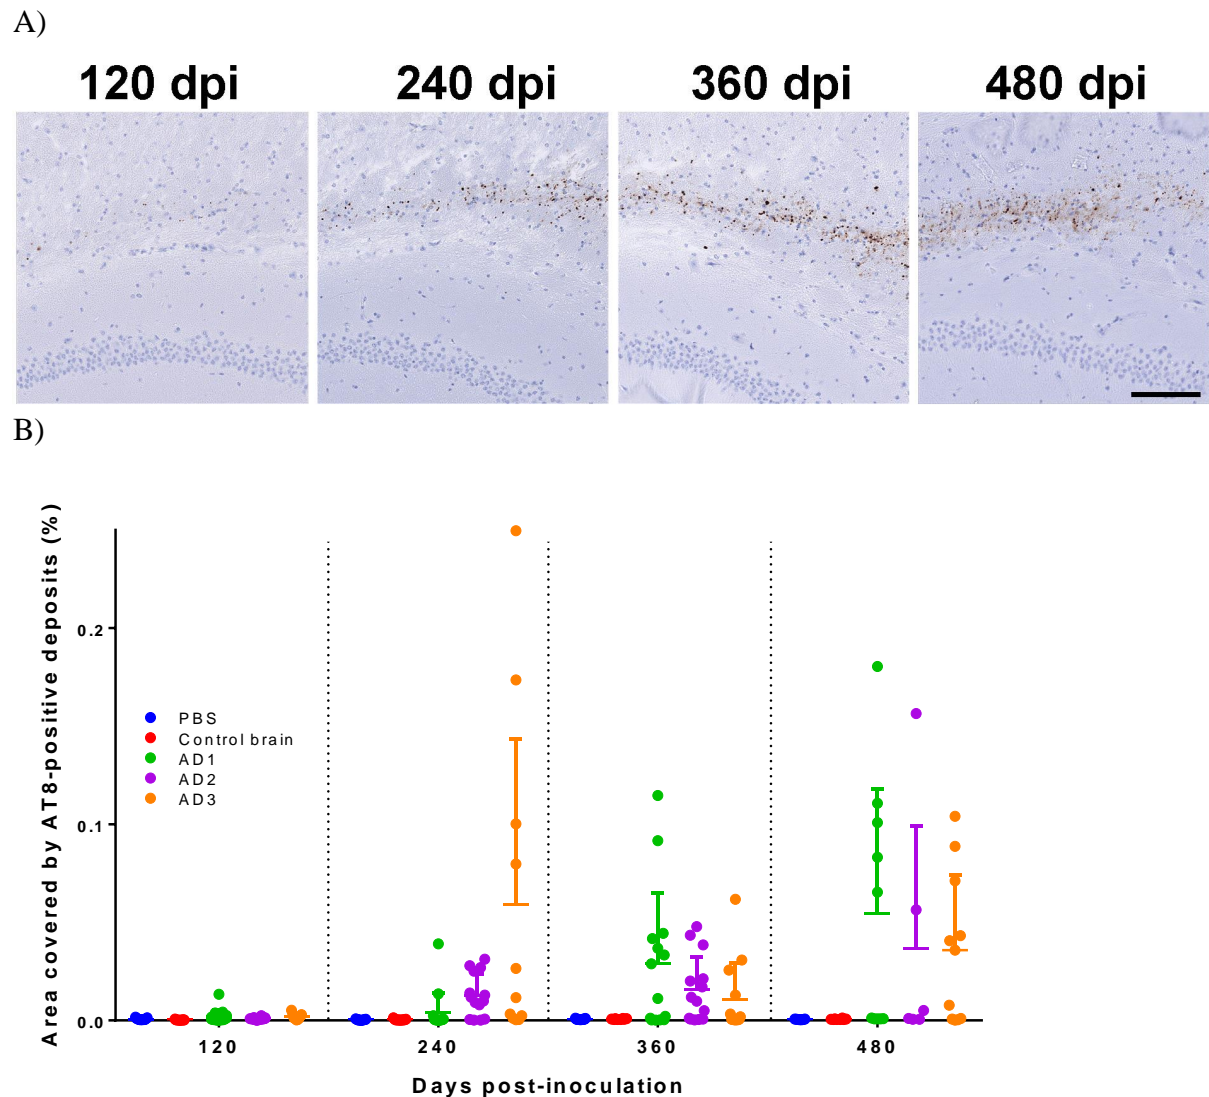 A)
120 dpi 240 dpi 360 dpi 480 dpi
B)
Area covered by AT8-positive deposits (%)
0.2
0.1
0.0
PBS
Control brain
AD1
AD2
AD3
120 240 360 480
Days post-inoculation